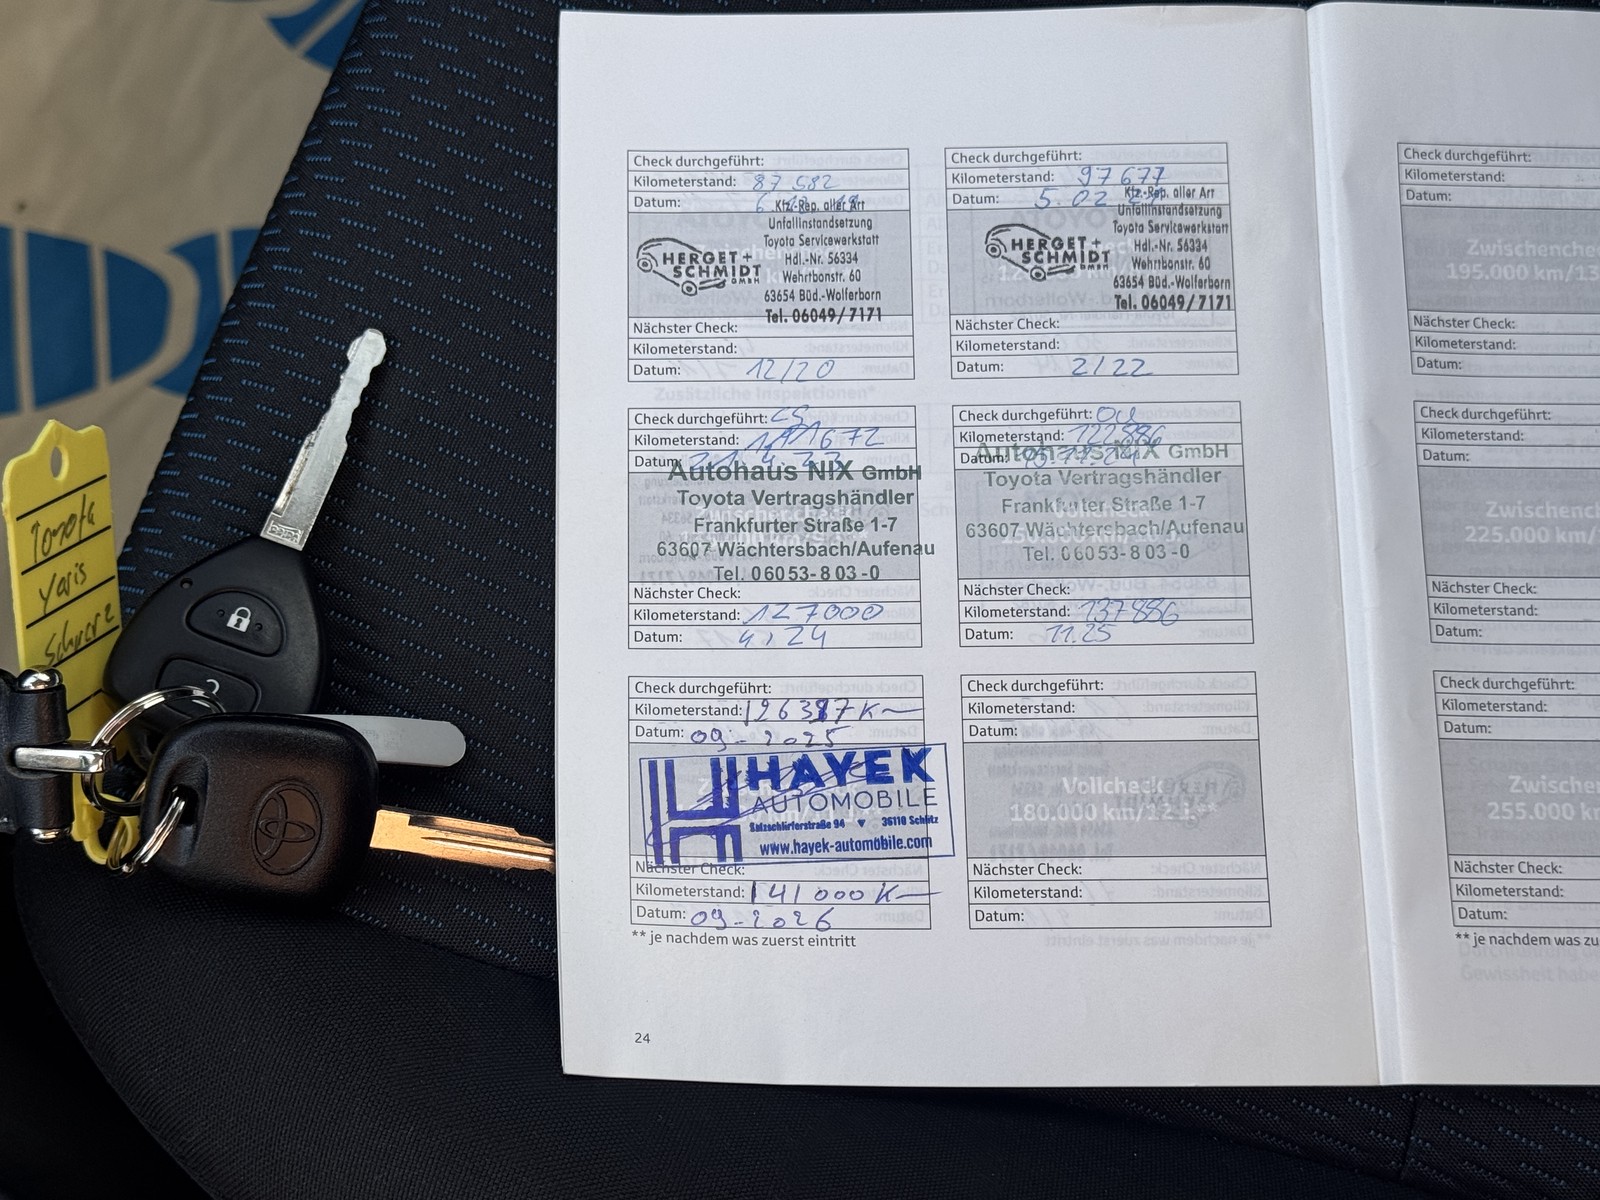 Toyota
Yaris
Schwarz
Check durchgeführt:
Kilometerstand: 87 582
Datum: 6.
Kfz.-Rep. aller Art
Unfallinstandsetzung
Toyota Servicewerkstatt
HERGET + SCHMIDT GMBH
Hdl.-Nr. 56334
Wehrtbonstr. 60
63654 Büd.-Wolferborn
Tel. 06049/7171
Nächster Check:
Kilometerstand:
Datum: 12/20
Check durchgeführt:
Kilometerstand: 97 677
Datum: 5. 02
Kfz.-Rep. aller Art
Unfallinstandsetzung
Toyota Servicewerkstatt
HERGET + SCHMIDT GMBH
Hdl.-Nr. 56334
Wehrtbonstr. 60
63654 Büd.-Wolferborn
Tel. 06049/7171
Nächster Check:
Kilometerstand:
Datum: 2/22
Check durchgeführt:
Kilometerstand:
Datum:
Autohaus NIX GmbH
Toyota Vertragshändler
Frankfurter Straße 1-7
63607 Wächtersbach/Aufenau
Tel. 06053-803-0
Nächster Check:
Kilometerstand: 127000
Datum: 4.24
Check durchgeführt:
Kilometerstand: 122886
Datum:
Autohaus NIX GmbH
Toyota Vertragshändler
Frankfurter Straße 1-7
63607 Wächtersbach/Aufenau
Tel. 06053-803-0
Nächster Check:
Kilometerstand: 137886
Datum: 11.25
Check durchgeführt:
Kilometerstand:
Datum: 09-2025
HAYEK
AUTOMOBILE
Salzschlirferstraße 94 ▼ 36110 Schlitz
www.hayek-automobile.com
Nächster Check:
Kilometerstand: 141000 K
Datum: 09-2026
Check durchgeführt:
Kilometerstand:
Datum:
Vollcheck
180.000 km/12 J.**
Nächster Check:
Kilometerstand:
Datum:
** je nachdem was zuerst eintritt
24
Check durchgeführt:
Kilometerstand:
Datum:
Zwischenche
195.000 km/13
Nächster Check:
Kilometerstand:
Datum:
Check durchgeführt:
Kilometerstand:
Datum:
Zwischench
225.000 km/
Nächster Check:
Kilometerstand:
Datum:
Check durchgeführt:
Kilometerstand:
Datum:
Zwischen
255.000 km/
Nächster Check:
Kilometerstand:
Datum:
** je nachdem was zu